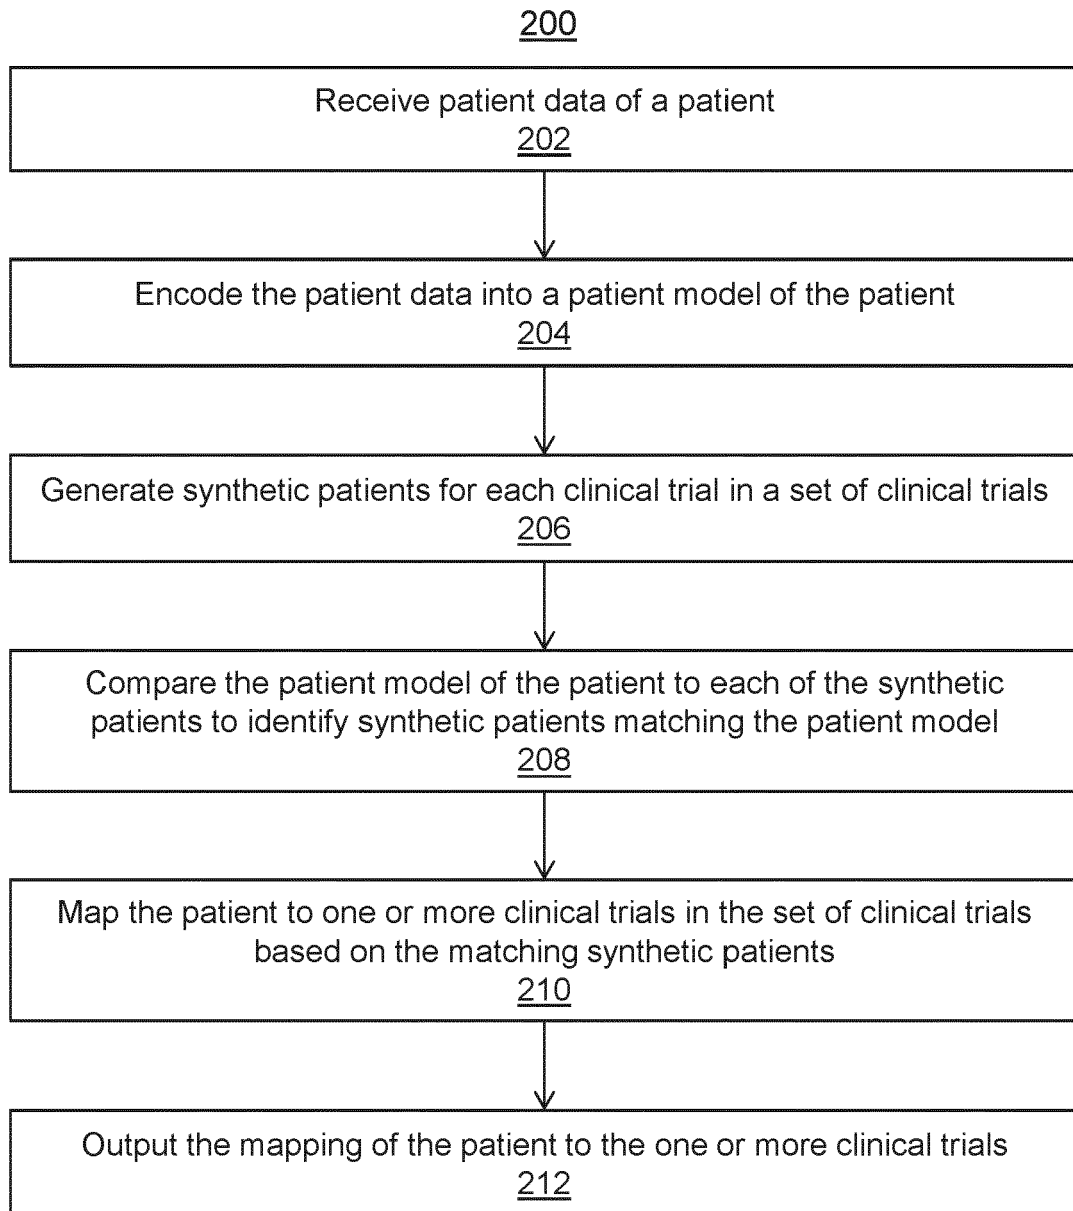 200
Receive patient data of a patient
202
Encode the patient data into a patient model of the patient
204
Generate synthetic patients for each clinical trial in a set of clinical trials
206
Compare the patient model of the patient to each of the synthetic
patients to identify synthetic patients matching the patient model
208
Map the patient to one or more clinical trials in the set of clinical trials
based on the matching synthetic patients
210
Output the mapping of the patient to the one or more clinical trials
212